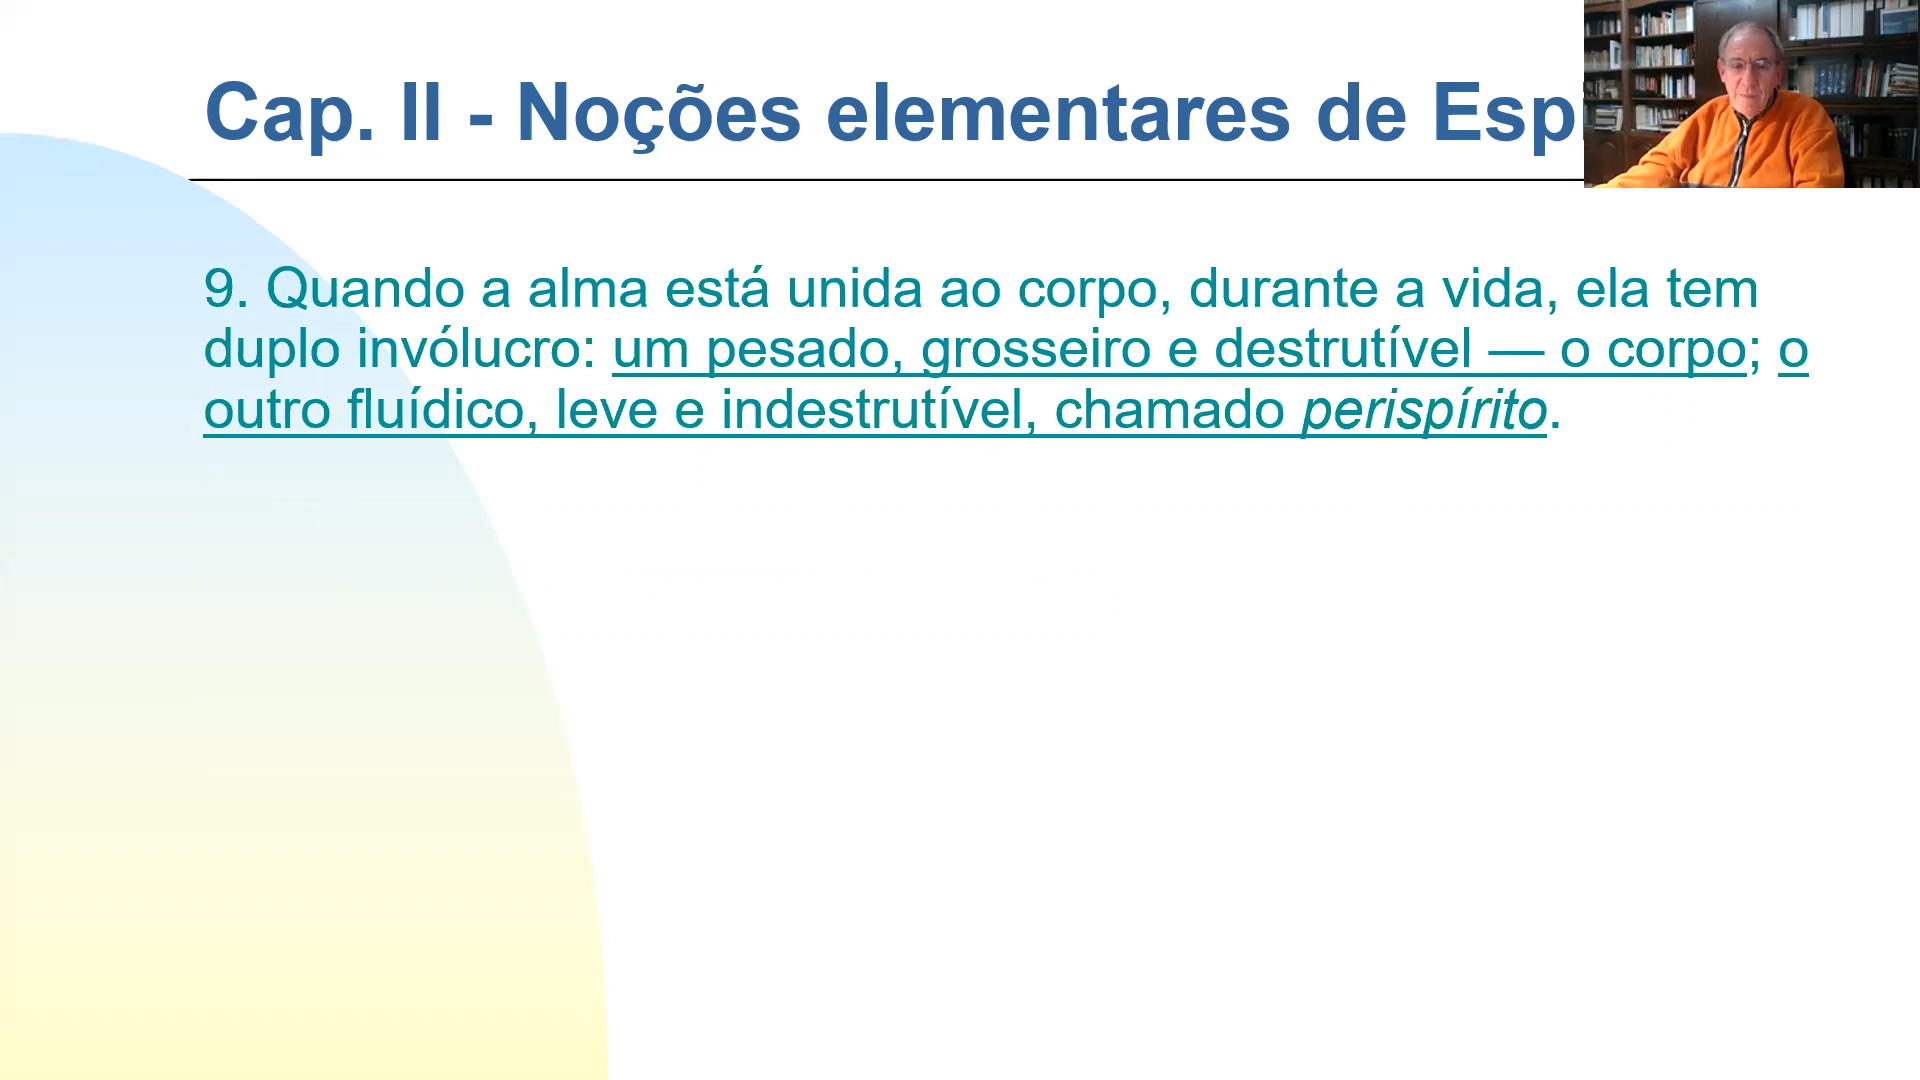 Cap. II - Noções elementares de Esp
9. Quando a alma está unida ao corpo, durante a vida, ela tem
duplo invólucro: um pesado, grosseiro e destrutível — o corpo; o
outro fluídico, leve e indestrutível, chamado perispírito.